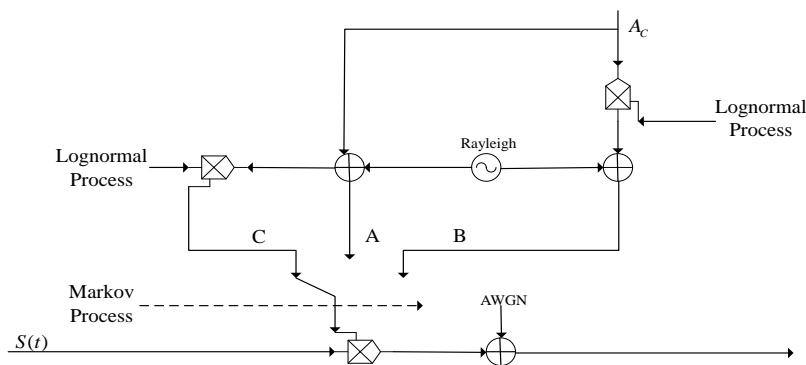 A_C
Lognormal
Process
Rayleigh
Lognormal
Process
C
A
B
Markov
Process
AWGN
S(t)